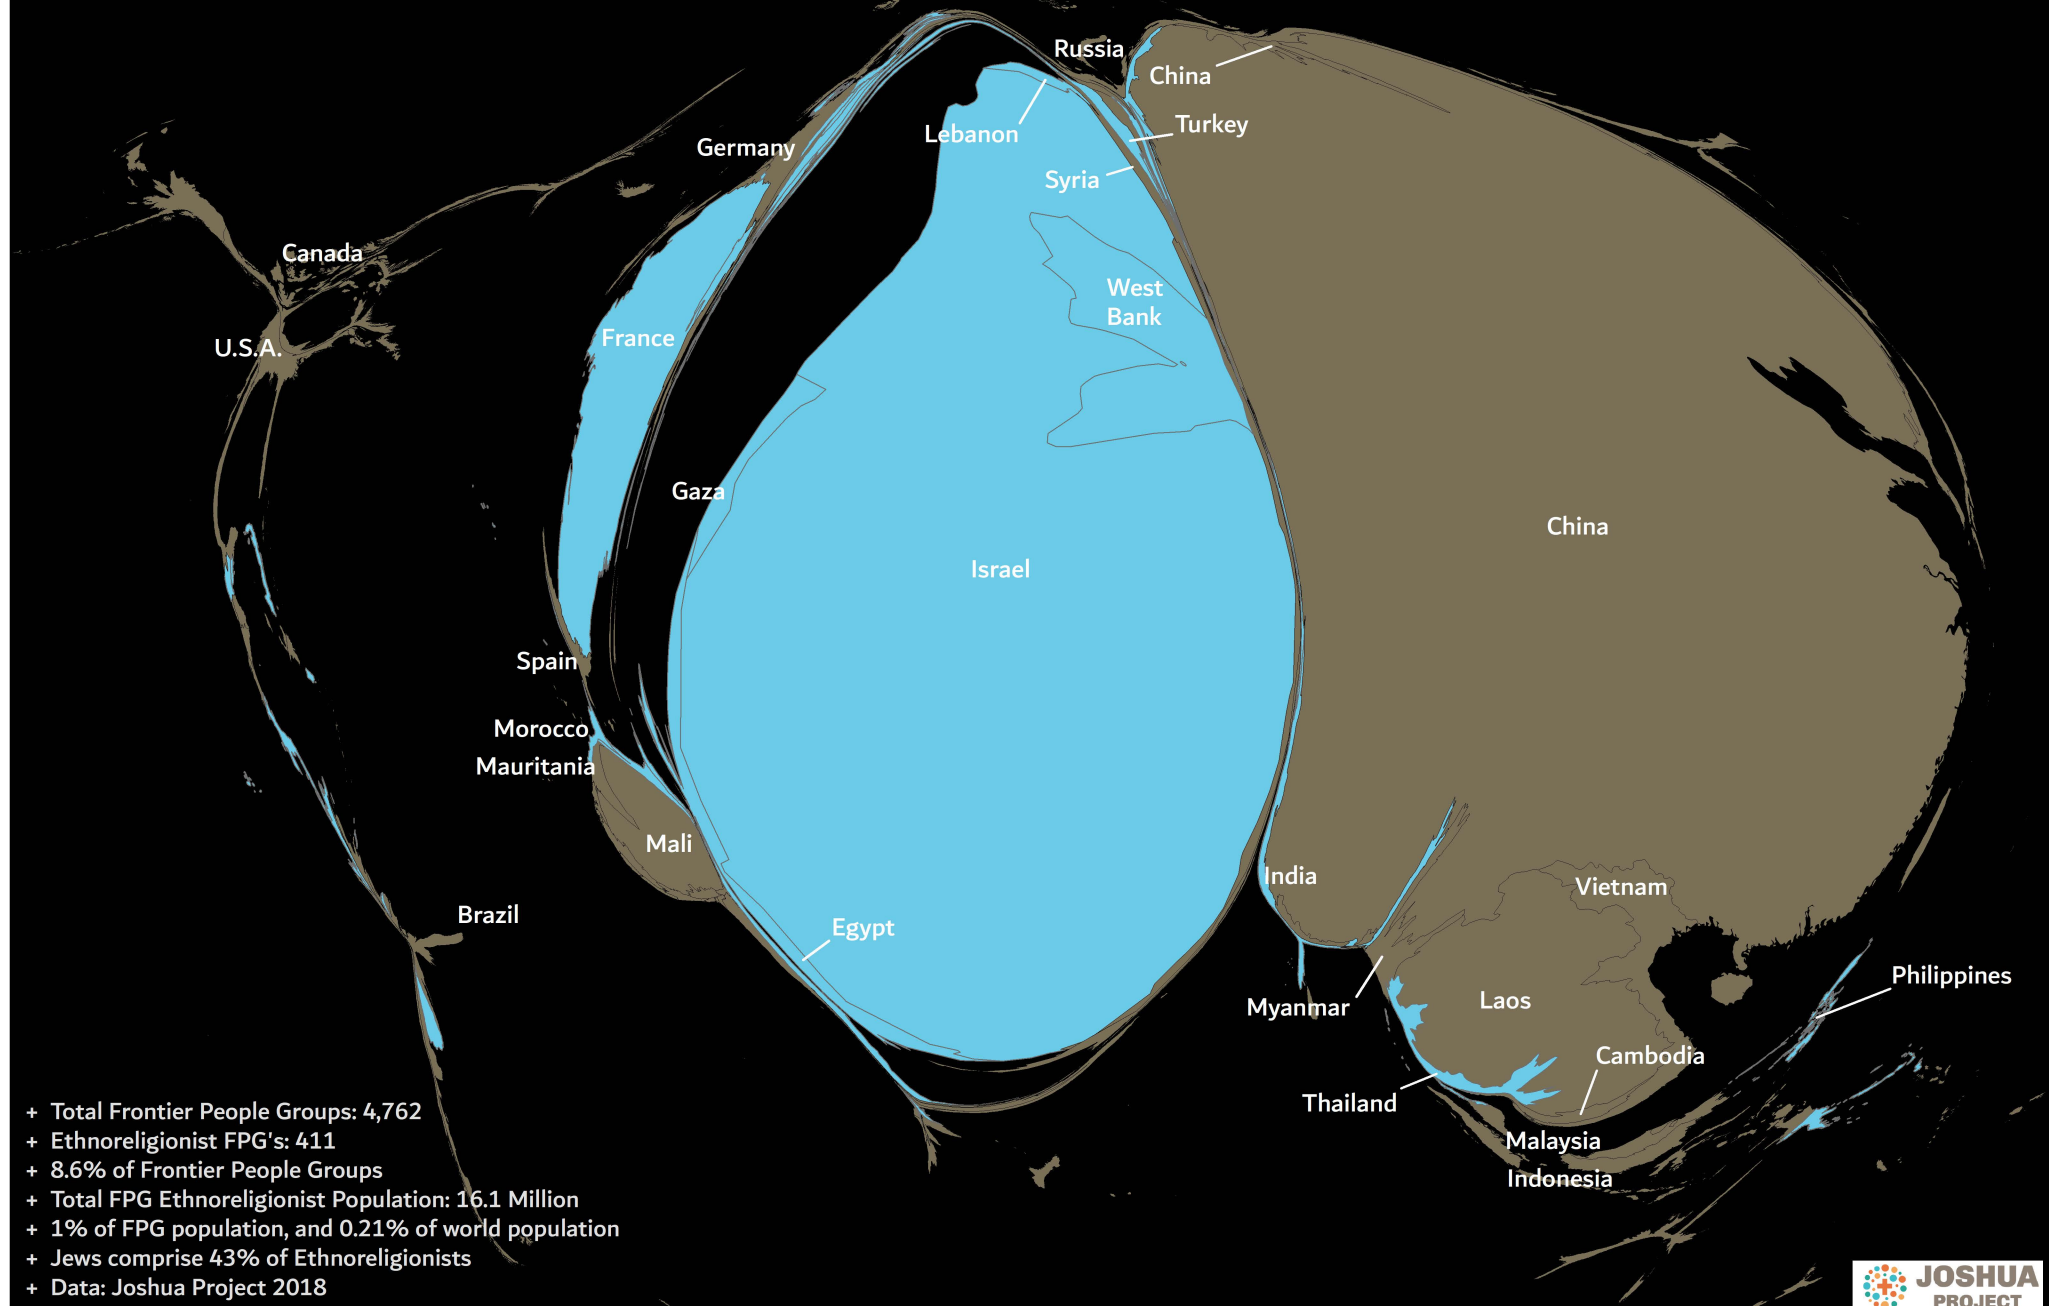 Russia
China
Lebanon
Turkey
Germany
Syria
Canada
West
Bank
France
U.S.A.
Gaza
China
Israel
Spain
Morocco
Mauritania
Mali
India
Vietnam
Brazil
Egypt
Philippines
Myanmar
Laos
Cambodia
Thailand
Malaysia
Indonesia
+ Total Frontier People Groups: 4,762
+ Ethnoreligionist FPG's: 411
+ 8.6% of Frontier People Groups
+ Total FPG Ethnoreligionist Population: 16.1 Million
+ 1% of FPG population, and 0.21% of world population
+ Jews comprise 43% of Ethnoreligionists
+ Data: Joshua Project 2018
JOSHUA
PROJECT